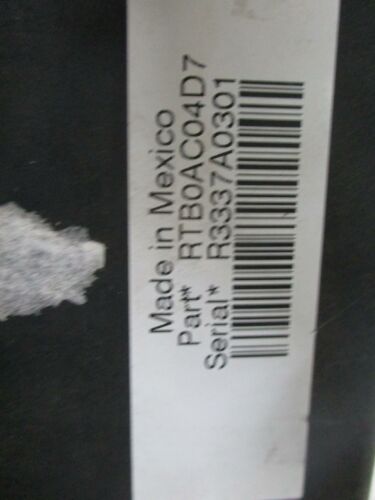 Made in Mexico
Part* RTB0AC04D7
Serial* R3337A0301